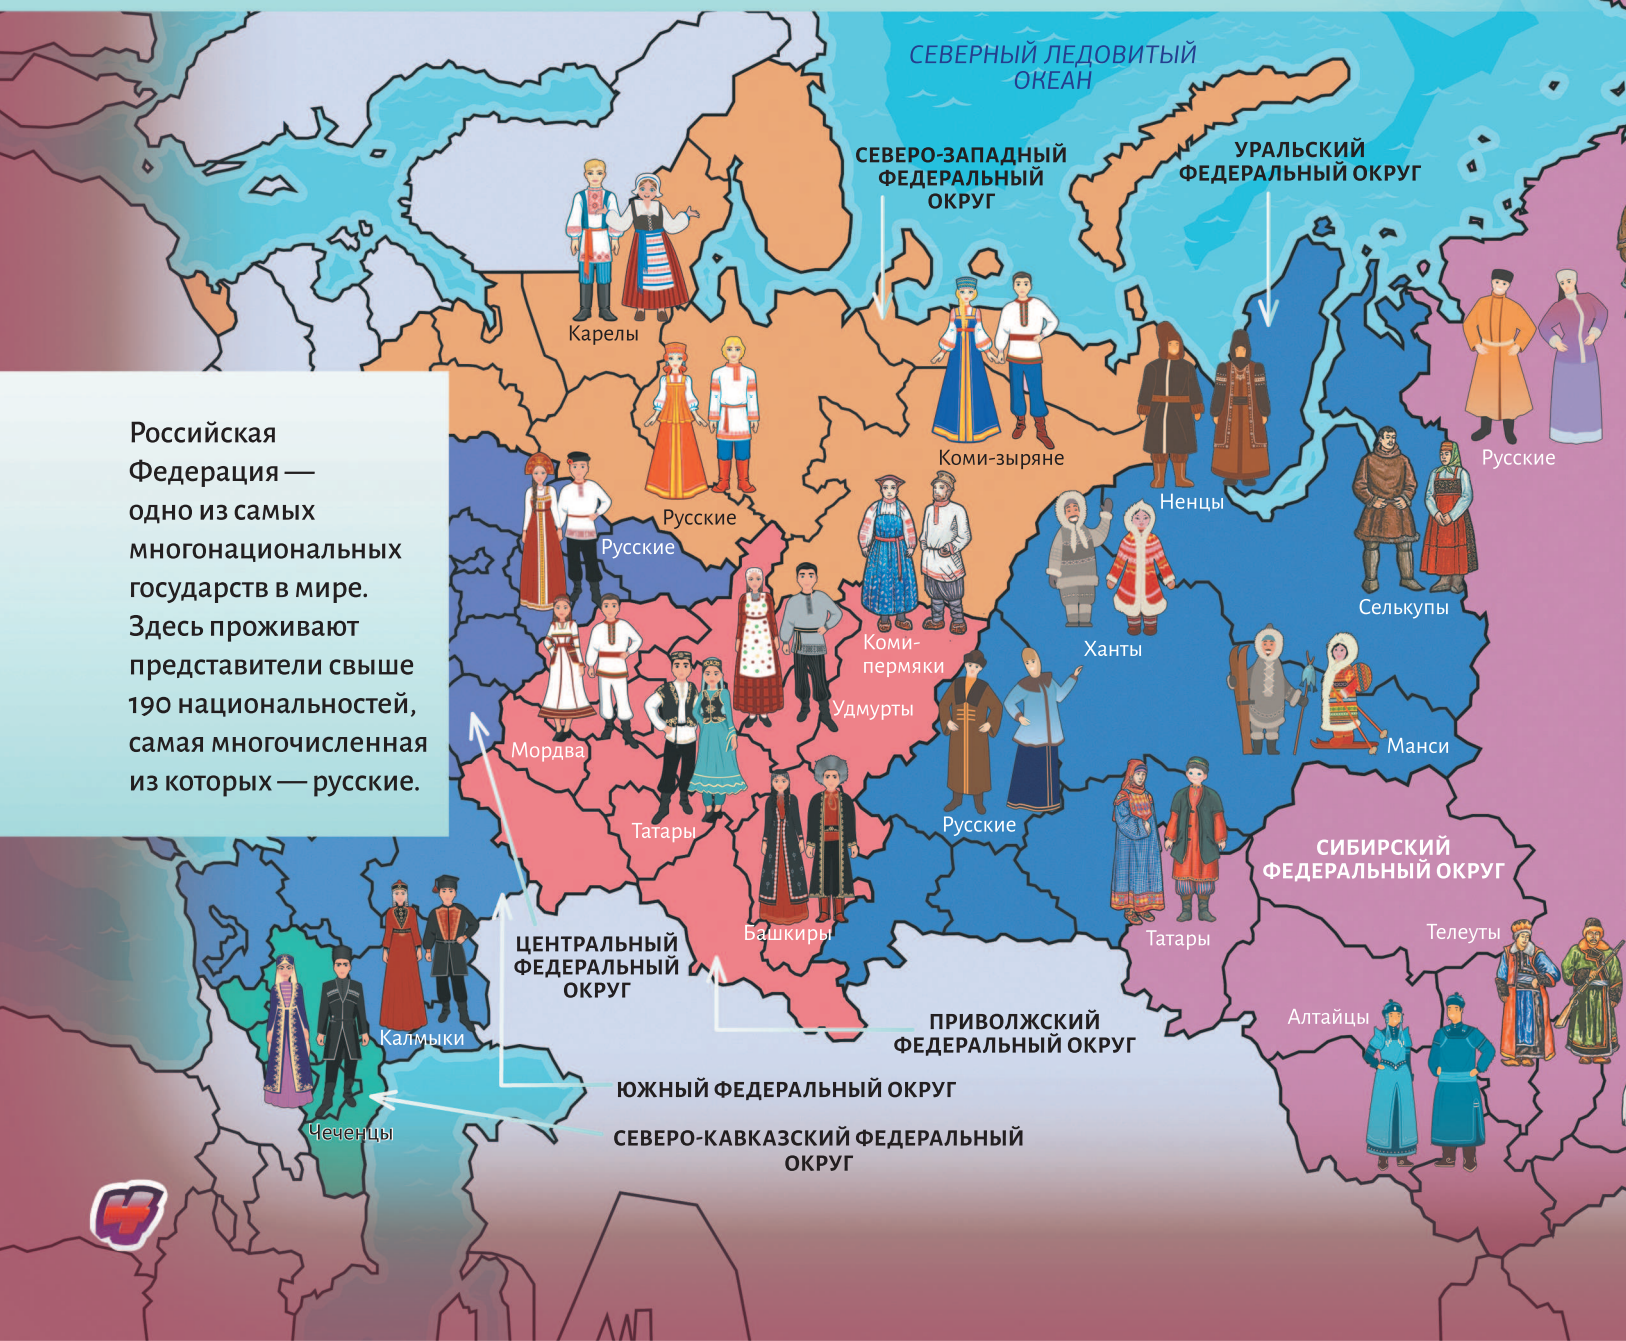 СЕВЕРНЫЙ ЛЕДОВИТЫЙ
ОКЕАН
СЕВЕРО-ЗАПАДНЫЙ
ФЕДЕРАЛЬНЫЙ
ОКРУГ
УРАЛЬСКИЙ
ФЕДЕРАЛЬНЫЙ ОКРУГ
Карелы
Российская
Федерация —
одно из самых
многонациональных
государств в мире.
Здесь проживают
представители свыше
190 национальностей,
самая многочисленная
из которых — русские.
Коми-зыряне
Русские
Ненцы
Русские
Русские
Селькупы
Коми-
пермяки
Ханты
Удмурты
Мордва
Манси
Татары
Русские
СИБИРСКИЙ
ФЕДЕРАЛЬНЫЙ ОКРУГ
Башкиры
Татары
Телеуты
ЦЕНТРАЛЬНЫЙ
ФЕДЕРАЛЬНЫЙ
ОКРУГ
Алтайцы
Калмыки
ПРИВОЛЖСКИЙ
ФЕДЕРАЛЬНЫЙ ОКРУГ
ЮЖНЫЙ ФЕДЕРАЛЬНЫЙ ОКРУГ
Чеченцы
СЕВЕРО-КАВКАЗСКИЙ ФЕДЕРАЛЬНЫЙ
ОКРУГ
4